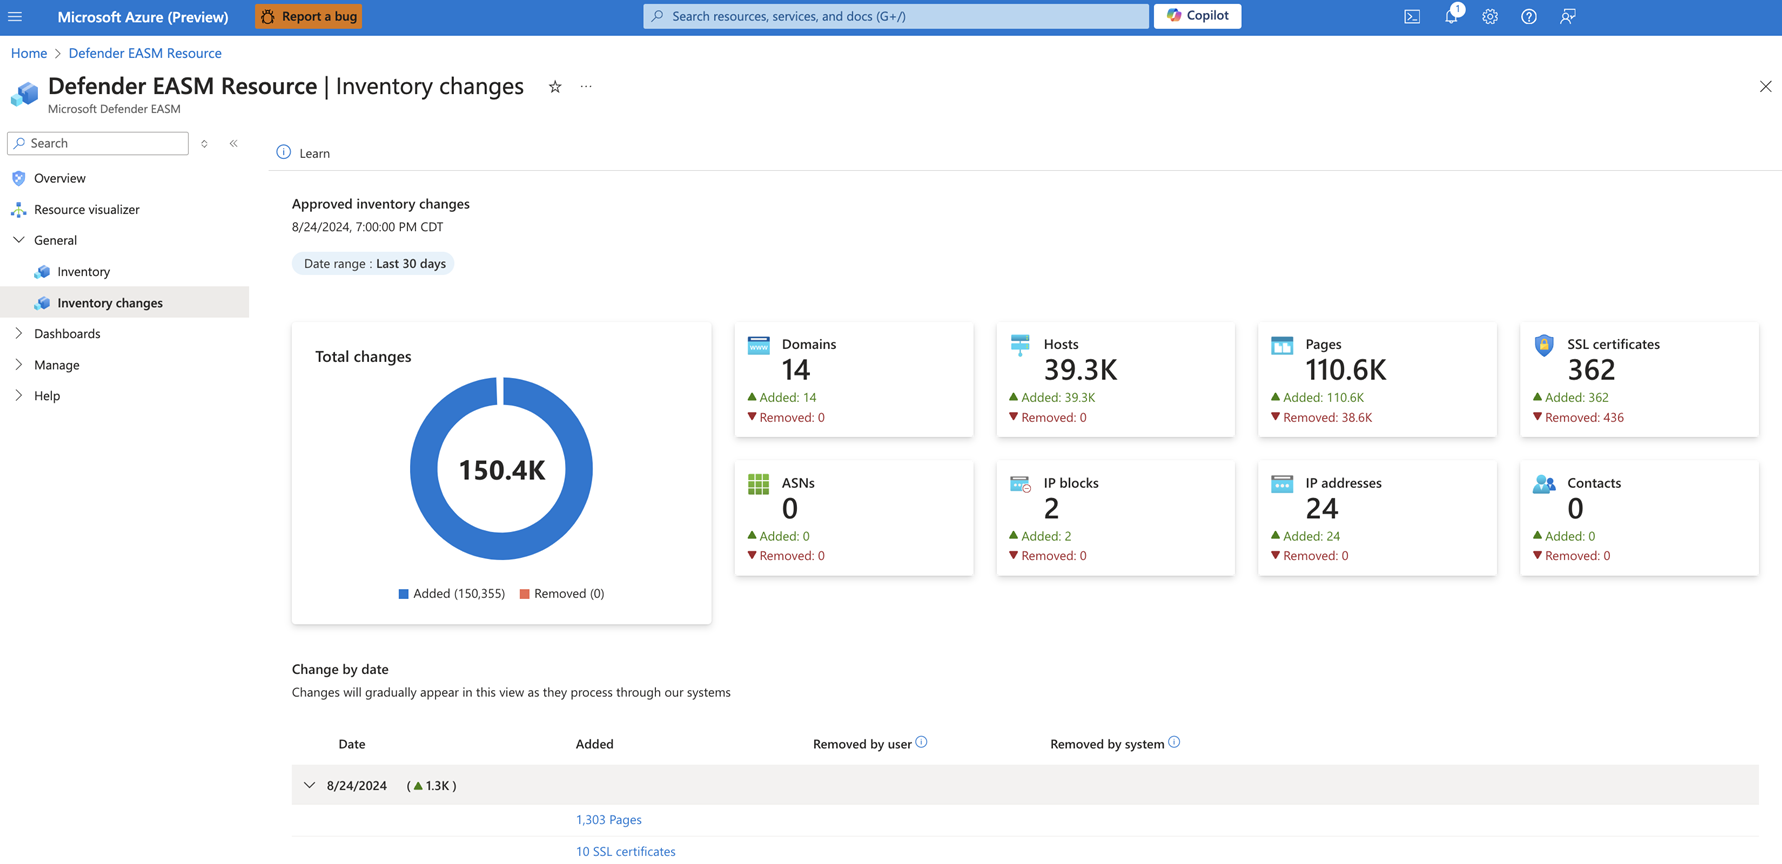 Microsoft Azure (Preview)
Report a bug
Search resources, services, and docs (G+/)
Copilot
1
Home > Defender EASM Resource
Defender EASM Resource | Inventory changes
Microsoft Defender EASM
Search
Learn
Overview
Resource visualizer
General
Inventory
Inventory changes
Dashboards
Manage
Help
Approved inventory changes
8/24/2024, 7:00:00 PM CDT
Date range : Last 30 days
Total changes
150.4K
Added (150,355) Removed (0)
www
Domains
14
Added: 14
Removed: 0
Hosts
39.3K
Added: 39.3K
Removed: 0
Pages
110.6K
Added: 110.6K
Removed: 38.6K
SSL certificates
362
Added: 362
Removed: 436
ASNs
0
Added: 0
Removed: 0
IP blocks
2
Added: 2
Removed: 0
IP addresses
24
Added: 24
Removed: 0
Contacts
0
Added: 0
Removed: 0
Change by date
Changes will gradually appear in this view as they process through our systems
Date Added Removed by user Removed by system
8/24/2024 ( ▲ 1.3K )
1,303 Pages
10 SSL certificates